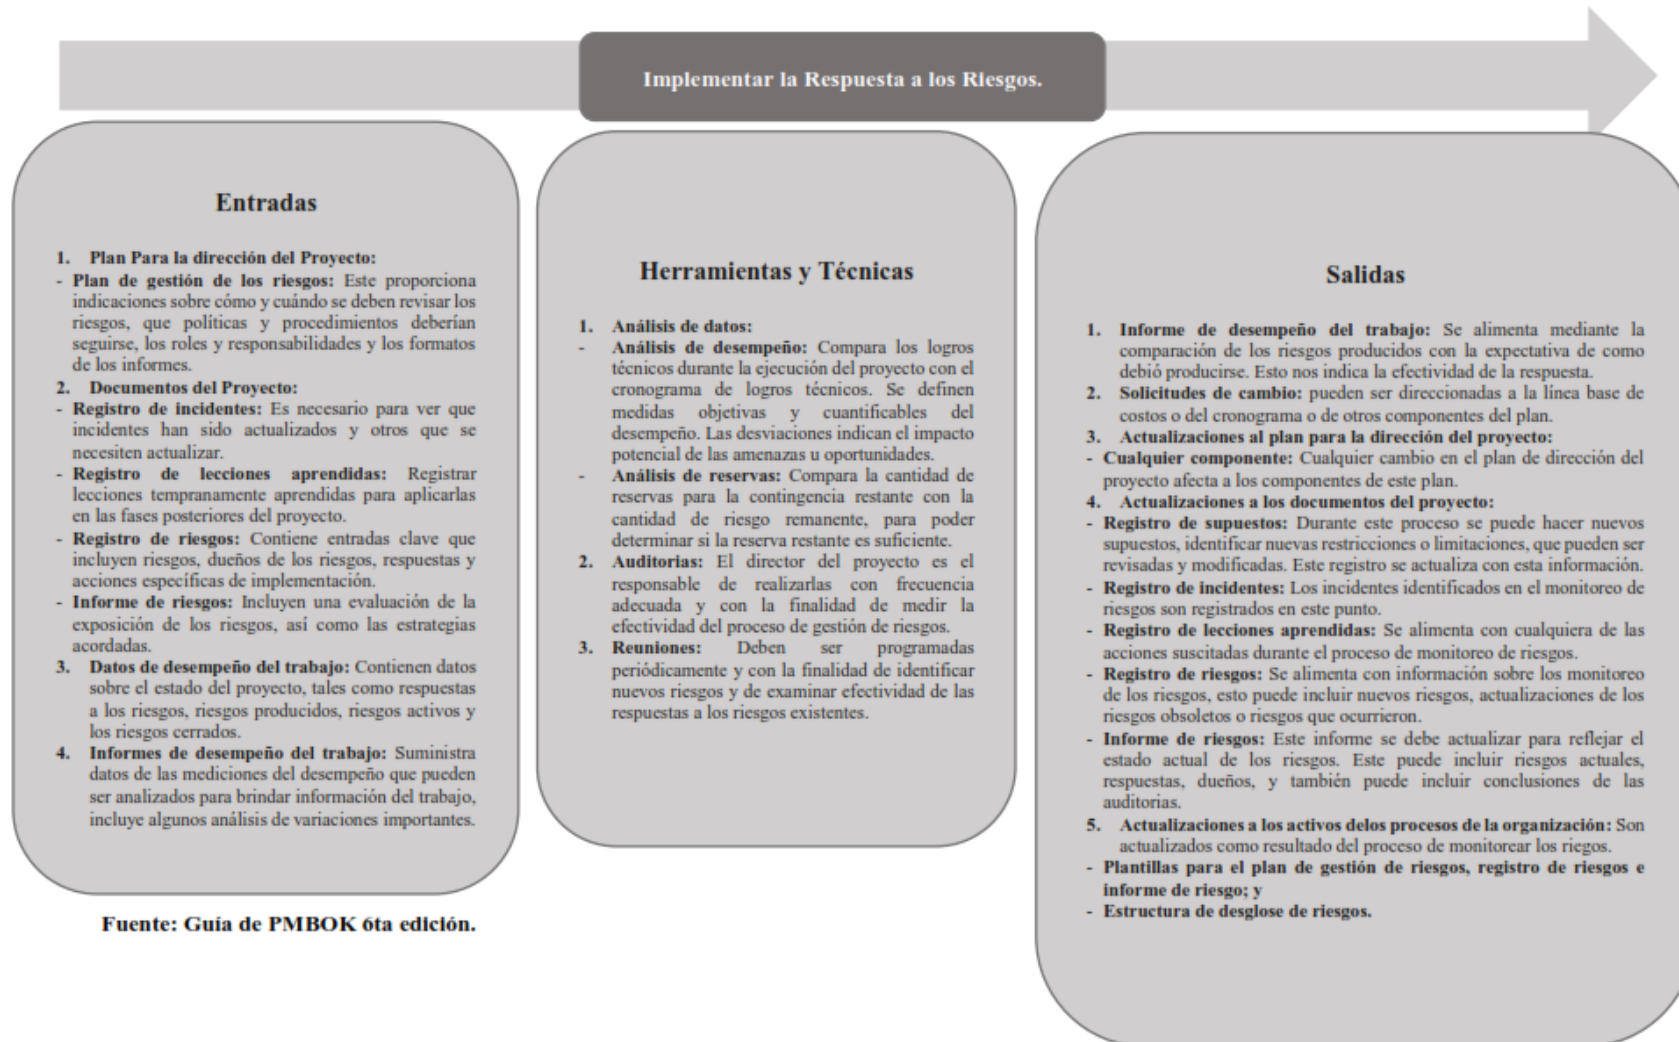 Implementar la Respuesta a los Riesgos.
Entradas
1. Plan Para la dirección del Proyecto:
- Plan de gestión de los riesgos: Este proporciona
indicaciones sobre cómo y cuándo se deben revisar los
riesgos, que políticas y procedimientos deberían
seguirse, los roles y responsabilidades y los formatos
de los informes.
2. Documentos del Proyecto:
- Registro de incidentes: Es necesario para ver que
incidentes han sido actualizados y otros que se
necesiten actualizar.
- Registro de lecciones aprendidas: Registrar
lecciones tempranamente aprendidas para aplicarlas
en las fases posteriores del proyecto.
- Registro de riesgos: Contiene entradas clave que
incluyen riesgos, dueños de los riesgos, respuestas y
acciones específicas de implementación.
- Informe de riesgos: Incluyen una evaluación de la
exposición de los riesgos, así como las estrategias
acordadas.
3. Datos de desempeño del trabajo: Contienen datos
sobre el estado del proyecto, tales como respuestas
a los riesgos, riesgos producidos, riesgos activos y
los riesgos cerrados.
4. Informes de desempeño del trabajo: Suministra
datos de las mediciones del desempeño que pueden
ser analizados para brindar información del trabajo,
incluye algunos análisis de variaciones importantes.
Fuente: Guía de PMBOK 6ta edición.
Herramientas y Técnicas
1. Análisis de datos:
- Análisis de desempeño: Compara los logros
técnicos durante la ejecución del proyecto con el
cronograma de logros técnicos. Se definen
medidas objetivas y cuantificables del
desempeño. Las desviaciones indican el impacto
potencial de las amenazas u oportunidades.
- Análisis de reservas: Compara la cantidad de
reservas para la contingencia restante con la
cantidad de riesgo remanente, para poder
determinar si la reserva restante es suficiente.
2. Auditorias: El director del proyecto es el
responsable de realizarlas con frecuencia
adecuada y con la finalidad de medir la
efectividad del proceso de gestión de riesgos.
3. Reuniones: Deben ser programadas
periódicamente y con la finalidad de identificar
nuevos riesgos y de examinar efectividad de las
respuestas a los riesgos existentes.
Salidas
1. Informe de desempeño del trabajo: Se alimenta mediante la
comparación de los riesgos producidos con la expectativa de como
debió producirse. Esto nos indica la efectividad de la respuesta.
2. Solicitudes de cambio: pueden ser direccionadas a la línea base de
costos o del cronograma o de otros componentes del plan.
3. Actualizaciones al plan para la dirección del proyecto:
- Cualquier componente: Cualquier cambio en el plan de dirección del
proyecto afecta a los componentes de este plan.
4. Actualizaciones a los documentos del proyecto:
- Registro de supuestos: Durante este proceso se puede hacer nuevos
supuestos, identificar nuevas restricciones o limitaciones, que pueden ser
revisadas y modificadas. Este registro se actualiza con esta información.
- Registro de incidentes: Los incidentes identificados en el monitoreo de
riesgos son registrados en este punto.
- Registro de lecciones aprendidas: Se alimenta con cualquiera de las
acciones suscitadas durante el proceso de monitoreo de riesgos.
- Registro de riesgos: Se alimenta con información sobre los monitoreo
de los riesgos, esto puede incluir nuevos riesgos, actualizaciones de los
riesgos obsoletos o riesgos que ocurrieron.
- Informe de riesgos: Este informe se debe actualizar para reflejar el
estado actual de los riesgos. Este puede incluir riesgos actuales,
respuestas, dueños, y también puede incluir conclusiones de las
auditorias.
5. Actualizaciones a los activos delos procesos de la organización: Son
actualizados como resultado del proceso de monitorear los riegos.
- Plantillas para el plan de gestión de riesgos, registro de riesgos e
informe de riesgo; y
- Estructura de desglose de riesgos.